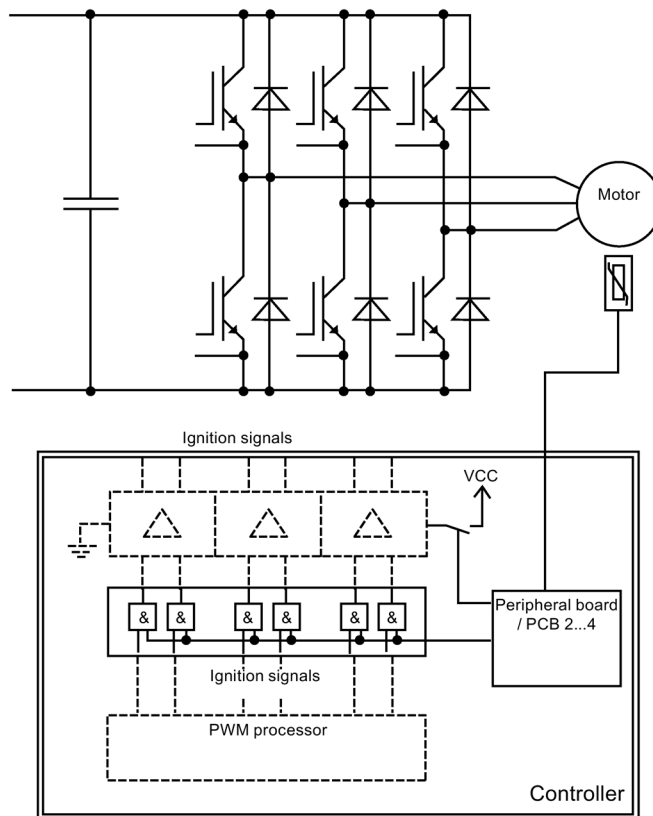 Motor
Ignition signals
VCC
& & & & & &
Peripheral board
/ PCB 2...4
Ignition signals
PWM processor
Controller